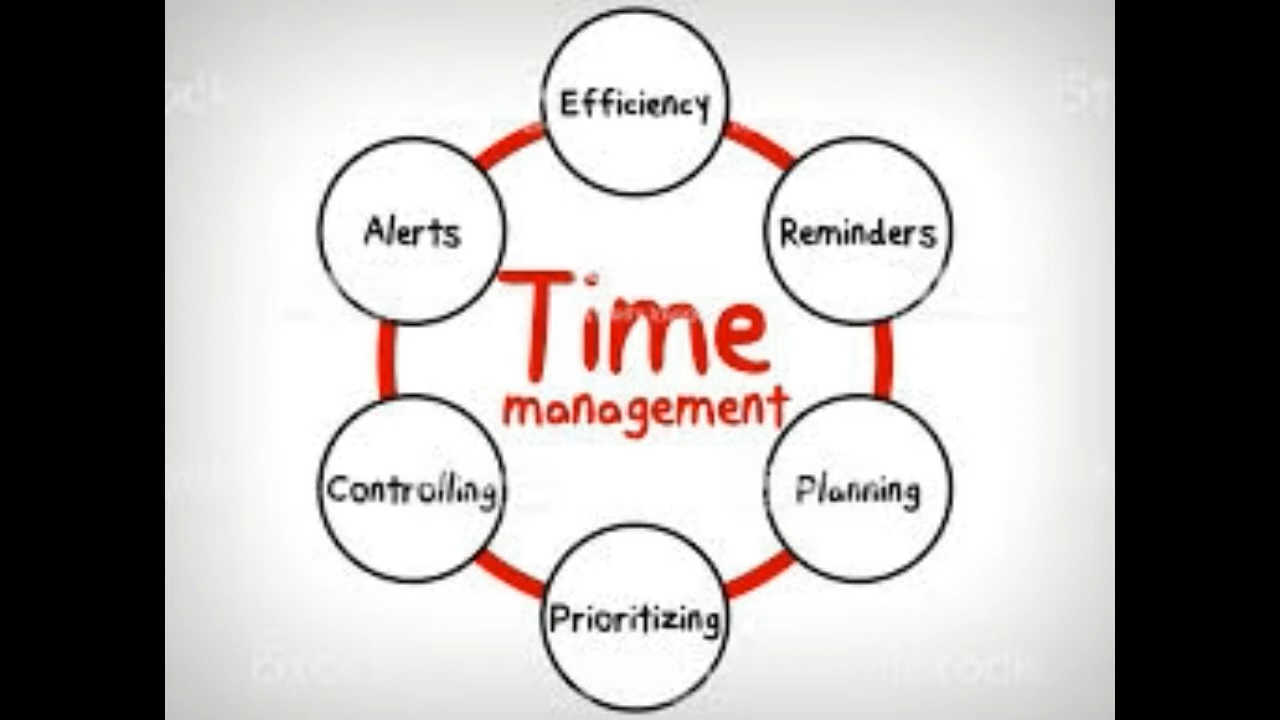 Efficiency
Alerts
Reminders
Time
management
Controlling
Planning
Prioritizing